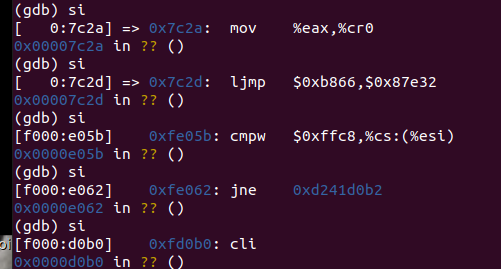 (gdb) si
[   0:7c2a] => 0x7c2a:  mov    %eax,%cr0
0x00007c2a in ?? ()
(gdb) si
[   0:7c2d] => 0x7c2d:  ljmp   $0xb866,$0x87e32
0x00007c2d in ?? ()
(gdb) si
[f000:e05b]    0xfe05b: cmpw   $0xffc8,%cs:(%esi)
0x0000e05b in ?? ()
(gdb) si
[f000:e062]    0xfe062: jne    0xd241d0b2
0x0000e062 in ?? ()
(gdb) si
[f000:d0b0]    0xfd0b0: cli
0x0000d0b0 in ?? ()